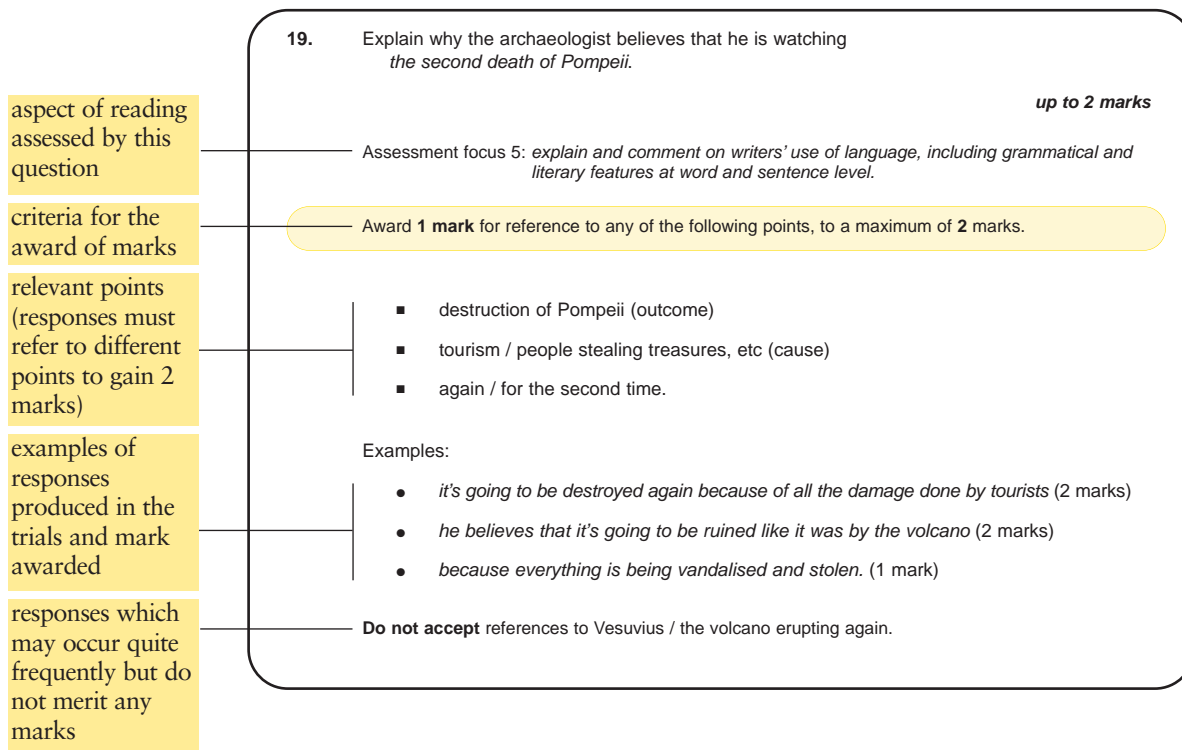 19. Explain why the archaeologist believes that he is watching
the second death of Pompeii.
up to 2 marks
aspect of reading
assessed by this
question
Assessment focus 5: explain and comment on writers' use of language, including grammatical and
literary features at word and sentence level.
criteria for the
award of marks
Award 1 mark for reference to any of the following points, to a maximum of 2 marks.
relevant points
(responses must
refer to different
points to gain 2
marks)
■ destruction of Pompeii (outcome)
■ tourism / people stealing treasures, etc (cause)
■ again / for the second time.
examples of
responses
produced in the
trials and mark
awarded
Examples:
● it's going to be destroyed again because of all the damage done by tourists (2 marks)
● he believes that it's going to be ruined like it was by the volcano (2 marks)
● because everything is being vandalised and stolen. (1 mark)
responses which
may occur quite
frequently but do
not merit any
marks
Do not accept references to Vesuvius / the volcano erupting again.